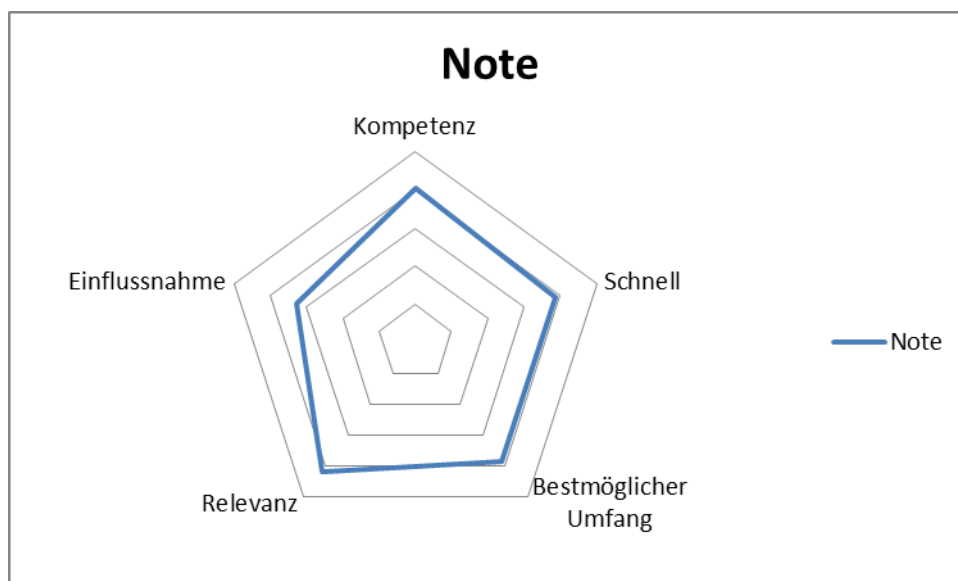 Note
Kompetenz
Einflussnahme
Schnell
Note
Relevanz
Bestmöglicher
Umfang